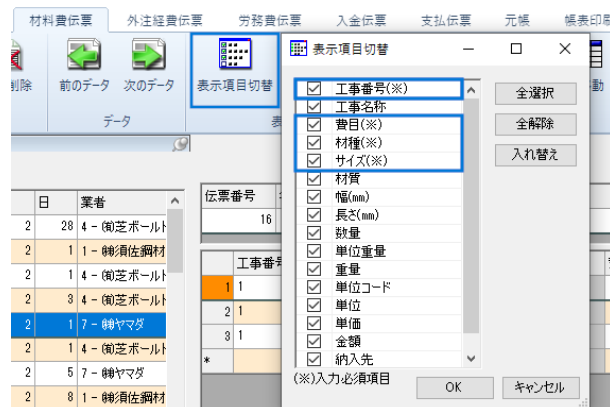 材料費伝票 外注経費伝票 労務費伝票 入金伝票 支払伝票 元帳 帳表印刷
削除 前のデータ 次のデータ 表示項目切替
データ
表示項目切替
工事番号(※)
工事名称
費目(※)
材種(※)
サイズ(※)
材質
幅(mm)
長さ(mm)
数量
単位重量
重量
単位コード
単位
単価
金額
納入先
(※)入力必須項目
全選択
全解除
入れ替え
OK キャンセル
日 業者
2 28 4 - ㈲芝ボールト
2 1 1 - ㈱須佐鋼材
2 1 4 - ㈲芝ボールト
2 3 4 - ㈲芝ボールト
2 1 7 - ㈱ヤマダ
2 1 4 - ㈲芝ボールト
2 5 7 - ㈱ヤマダ
2 8 1 - ㈱須佐鋼材
伝票番号
16
工事番号
1 1
2 1
3 1
*